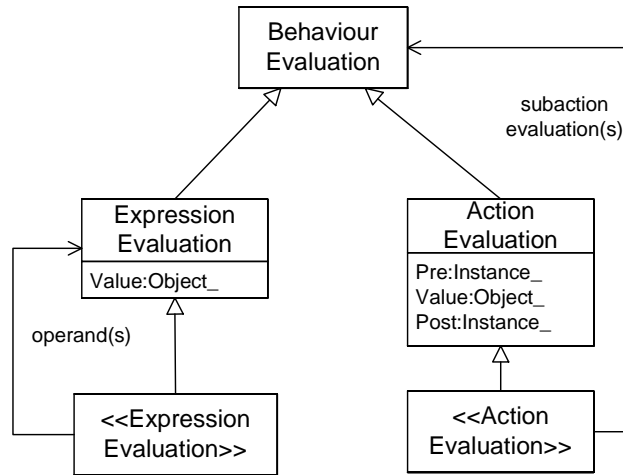 Behaviour
Evaluation
subaction
evaluation(s)
Expression
Evaluation
Value:Object_
Action
Evaluation
Pre:Instance_
Value:Object_
Post:Instance_
operand(s)
<<Expression
Evaluation>>
<<Action
Evaluation>>